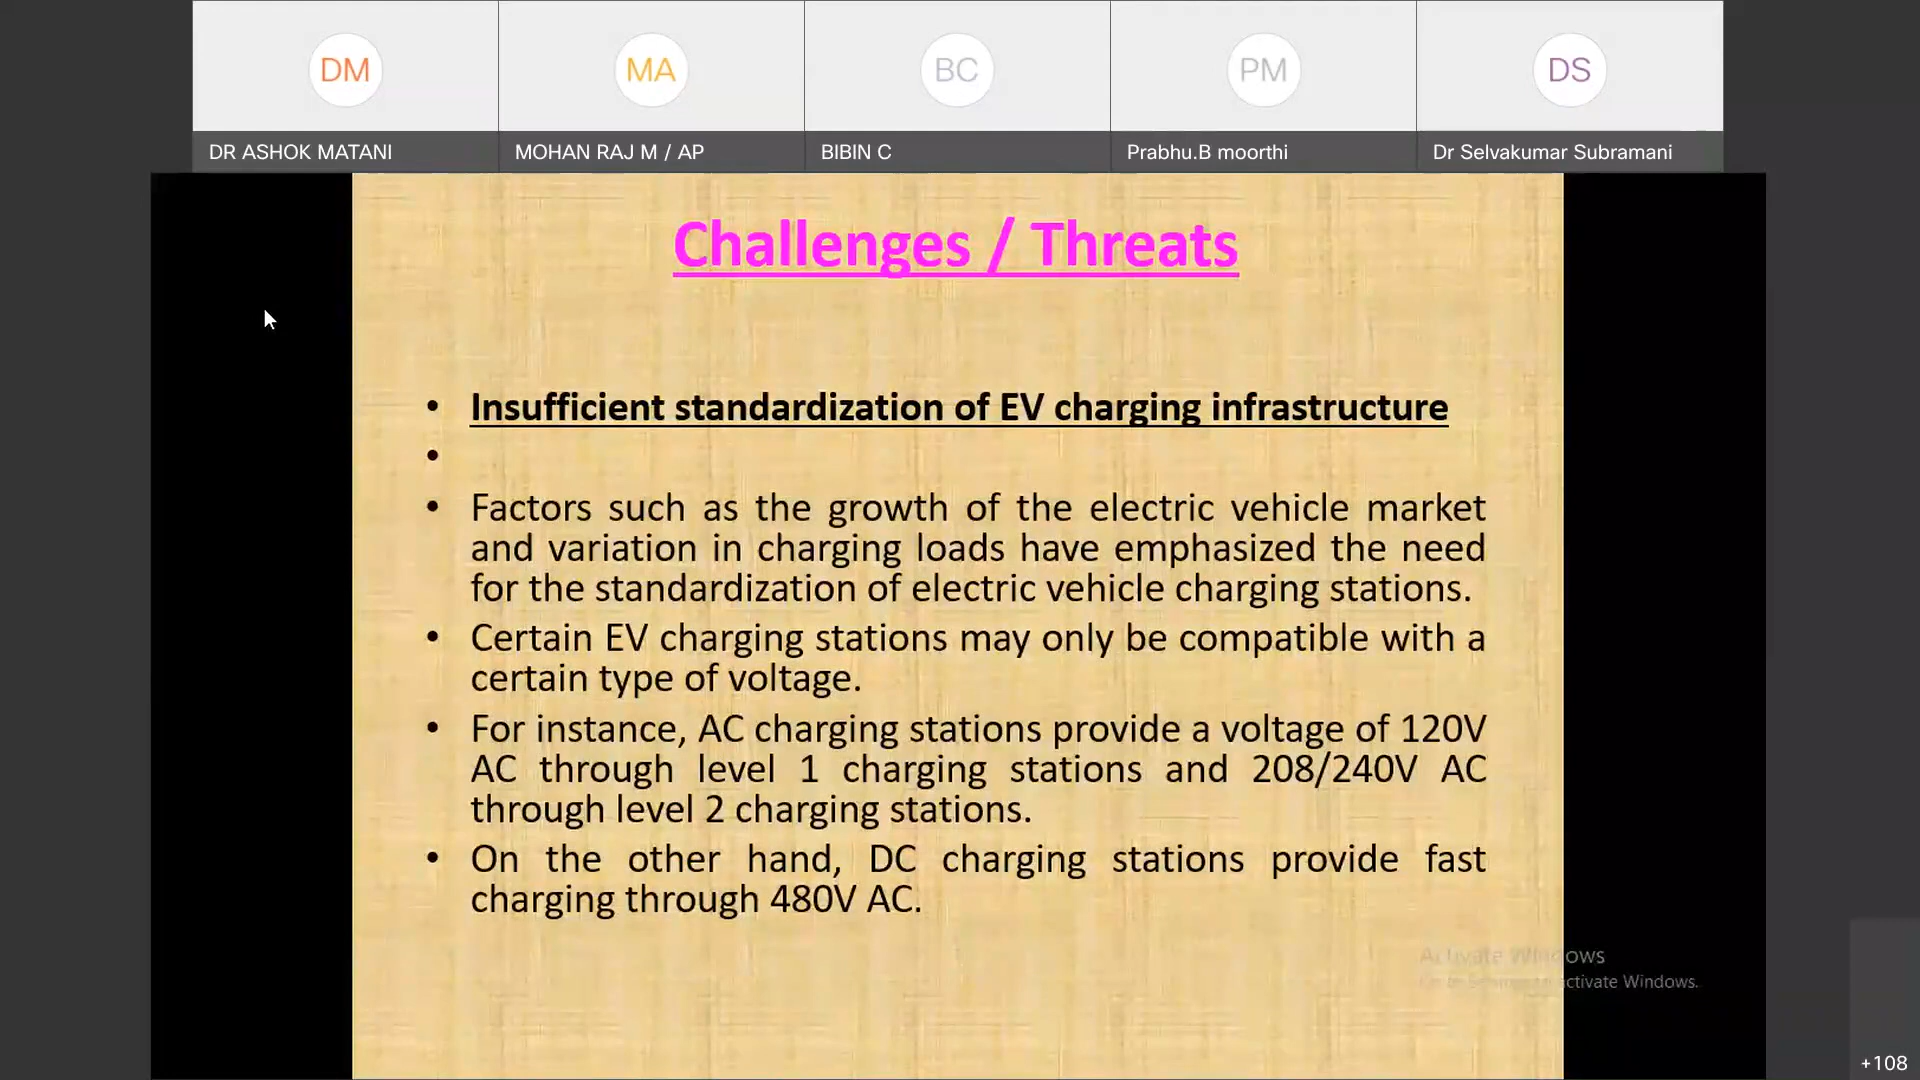 DM
MA
BC
PM
DS
DR ASHOK MATANI
MOHAN RAJ M / AP
BIBIN C
Prabhu.B moorthi
Dr Selvakumar Subramani
Challenges / Threats
• Insufficient standardization of EV charging infrastructure
•
• Factors such as the growth of the electric vehicle market
and variation in charging loads have emphasized the need
for the standardization of electric vehicle charging stations.
• Certain EV charging stations may only be compatible with a
certain type of voltage.
• For instance, AC charging stations provide a voltage of 120V
AC through level 1 charging stations and 208/240V AC
through level 2 charging stations.
• On the other hand, DC charging stations provide fast
charging through 480V AC.
Activate Windows
Go to Settings to activate Windows.
+108